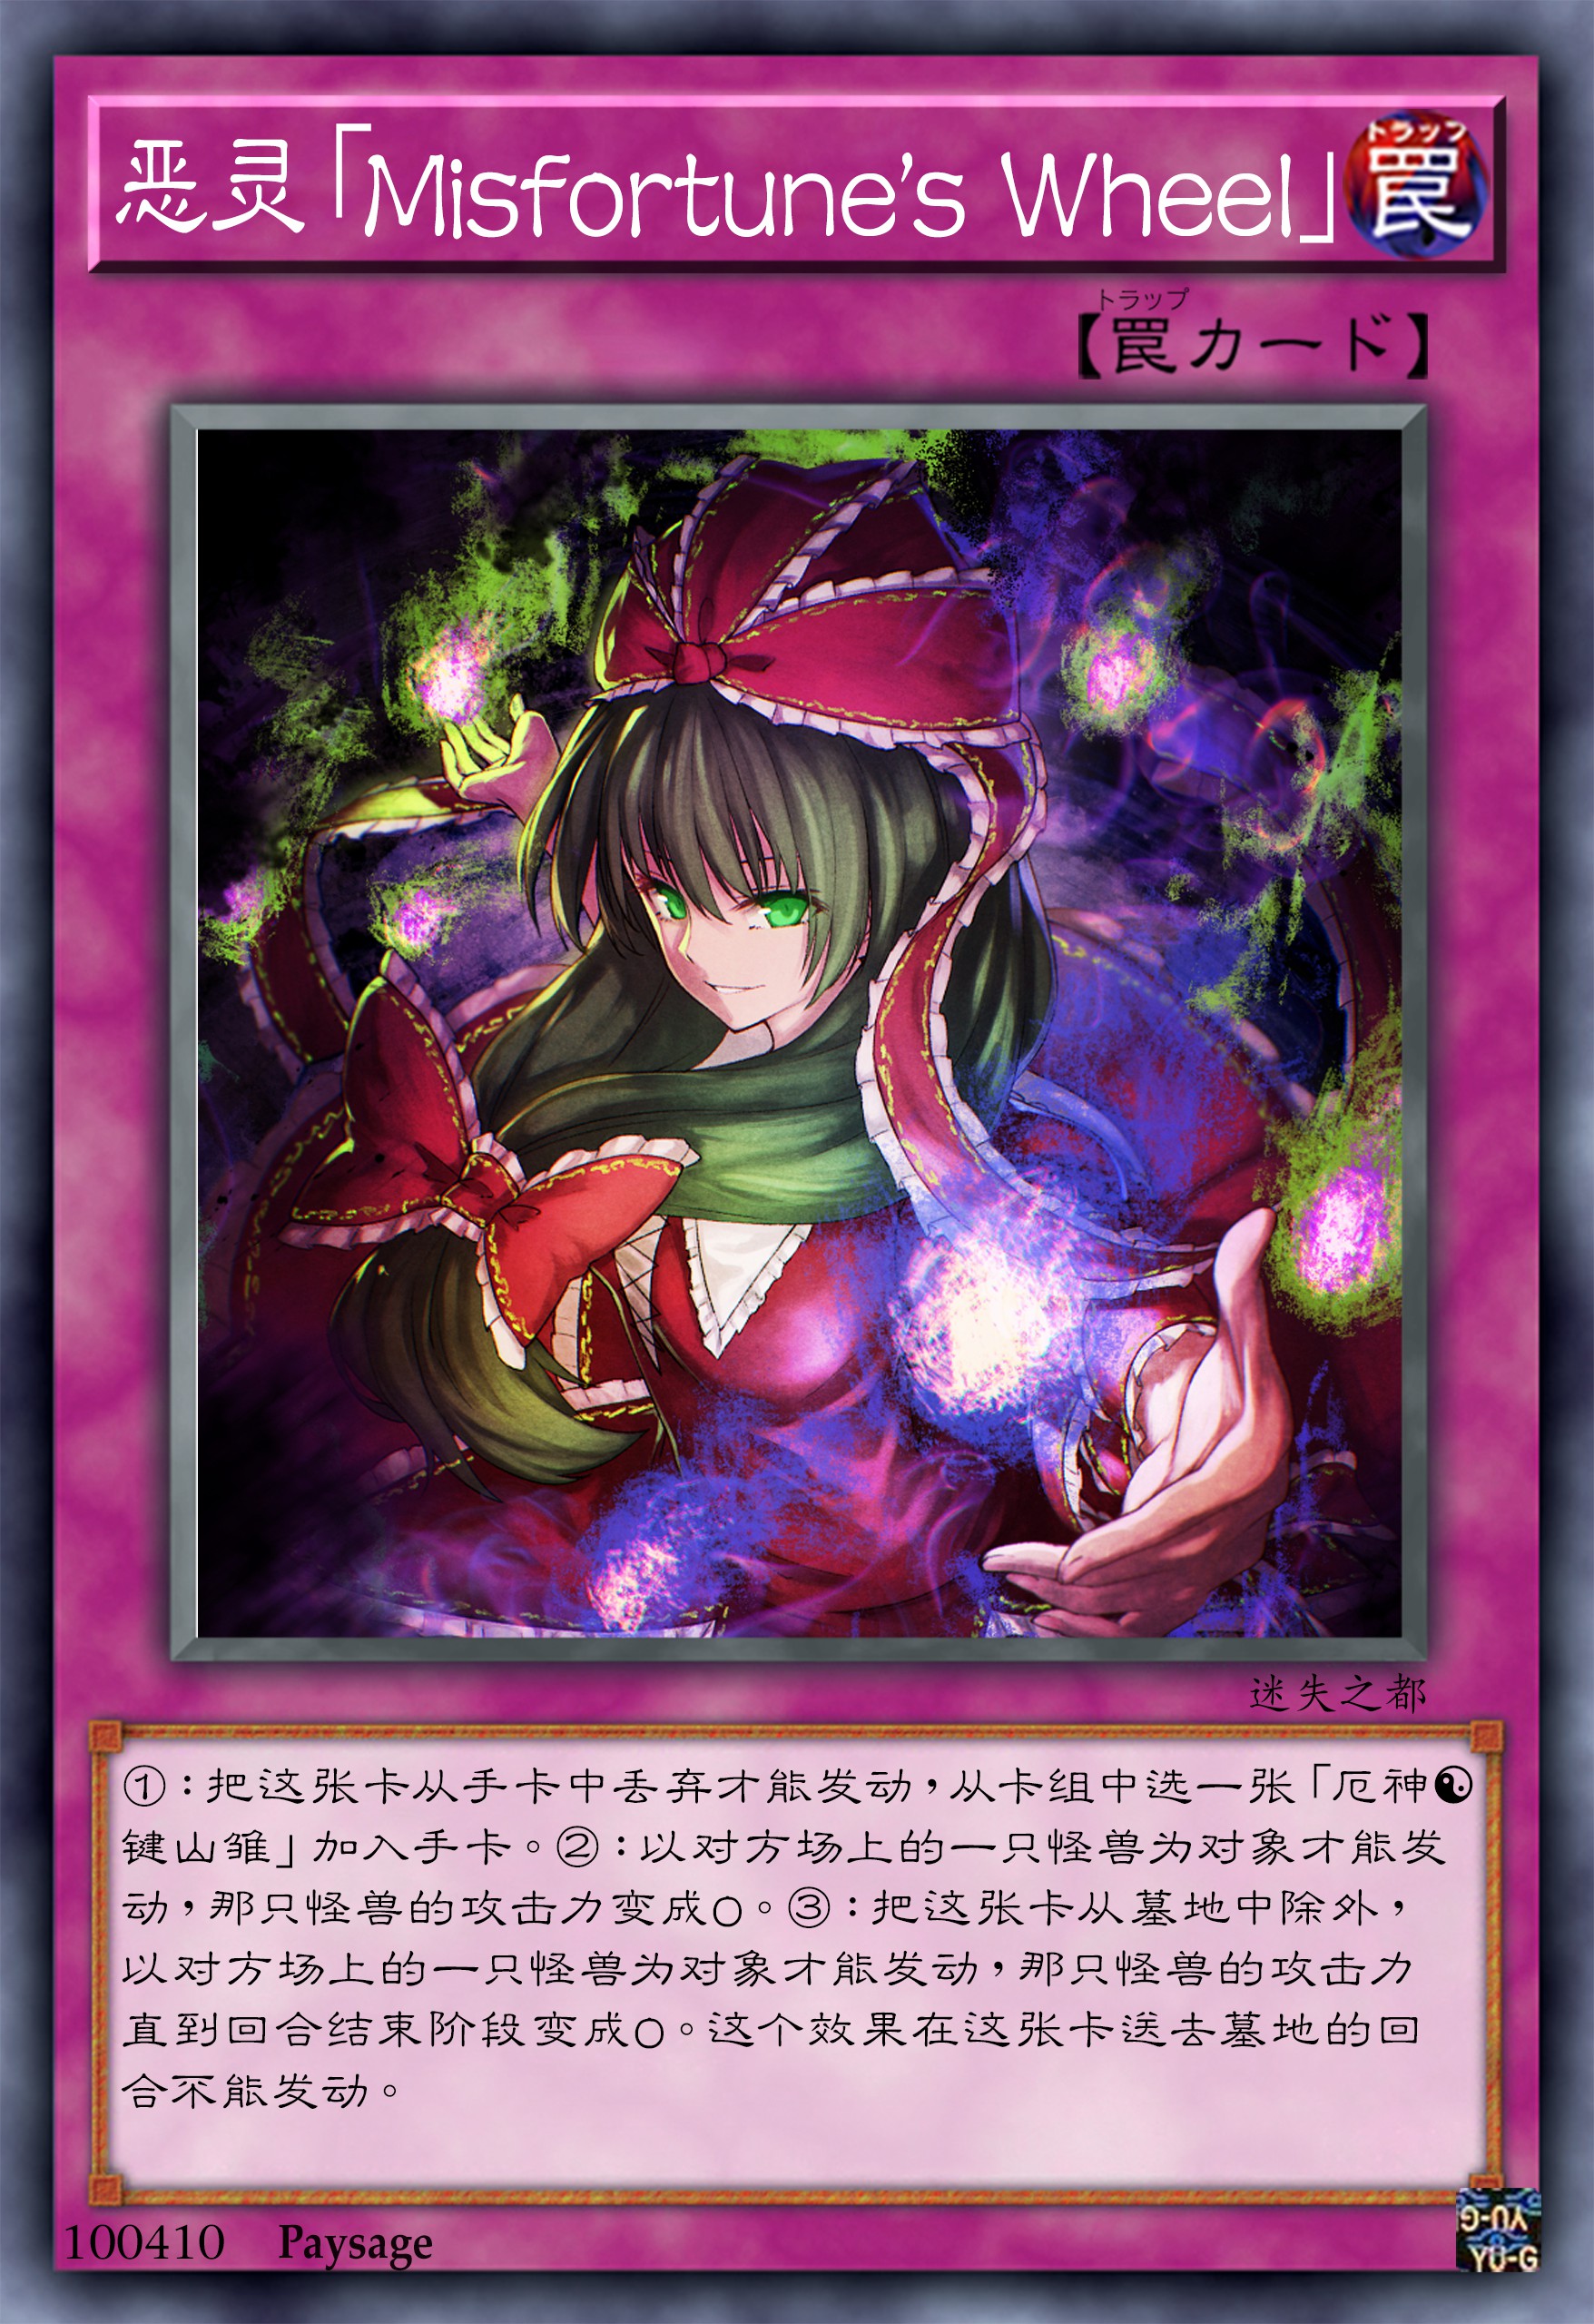 恶灵「Misfortune's Wheel」
トラップ
罠
トラップ
【罠カード】
迷失之都
①：把这张卡从手卡中丢弃才能发动，从卡组中选一张「厄神☯
键山雏」加入手卡。②：以对方场上的一只怪兽为对象才能发
动，那只怪兽的攻击力变成0。③：把这张卡从墓地中除外，
以对方场上的一只怪兽为对象才能发动，那只怪兽的攻击力
直到回合结束阶段变成0。这个效果在这张卡送去墓地的回
合不能发动。
100410 Paysage
YU-G
YU-G